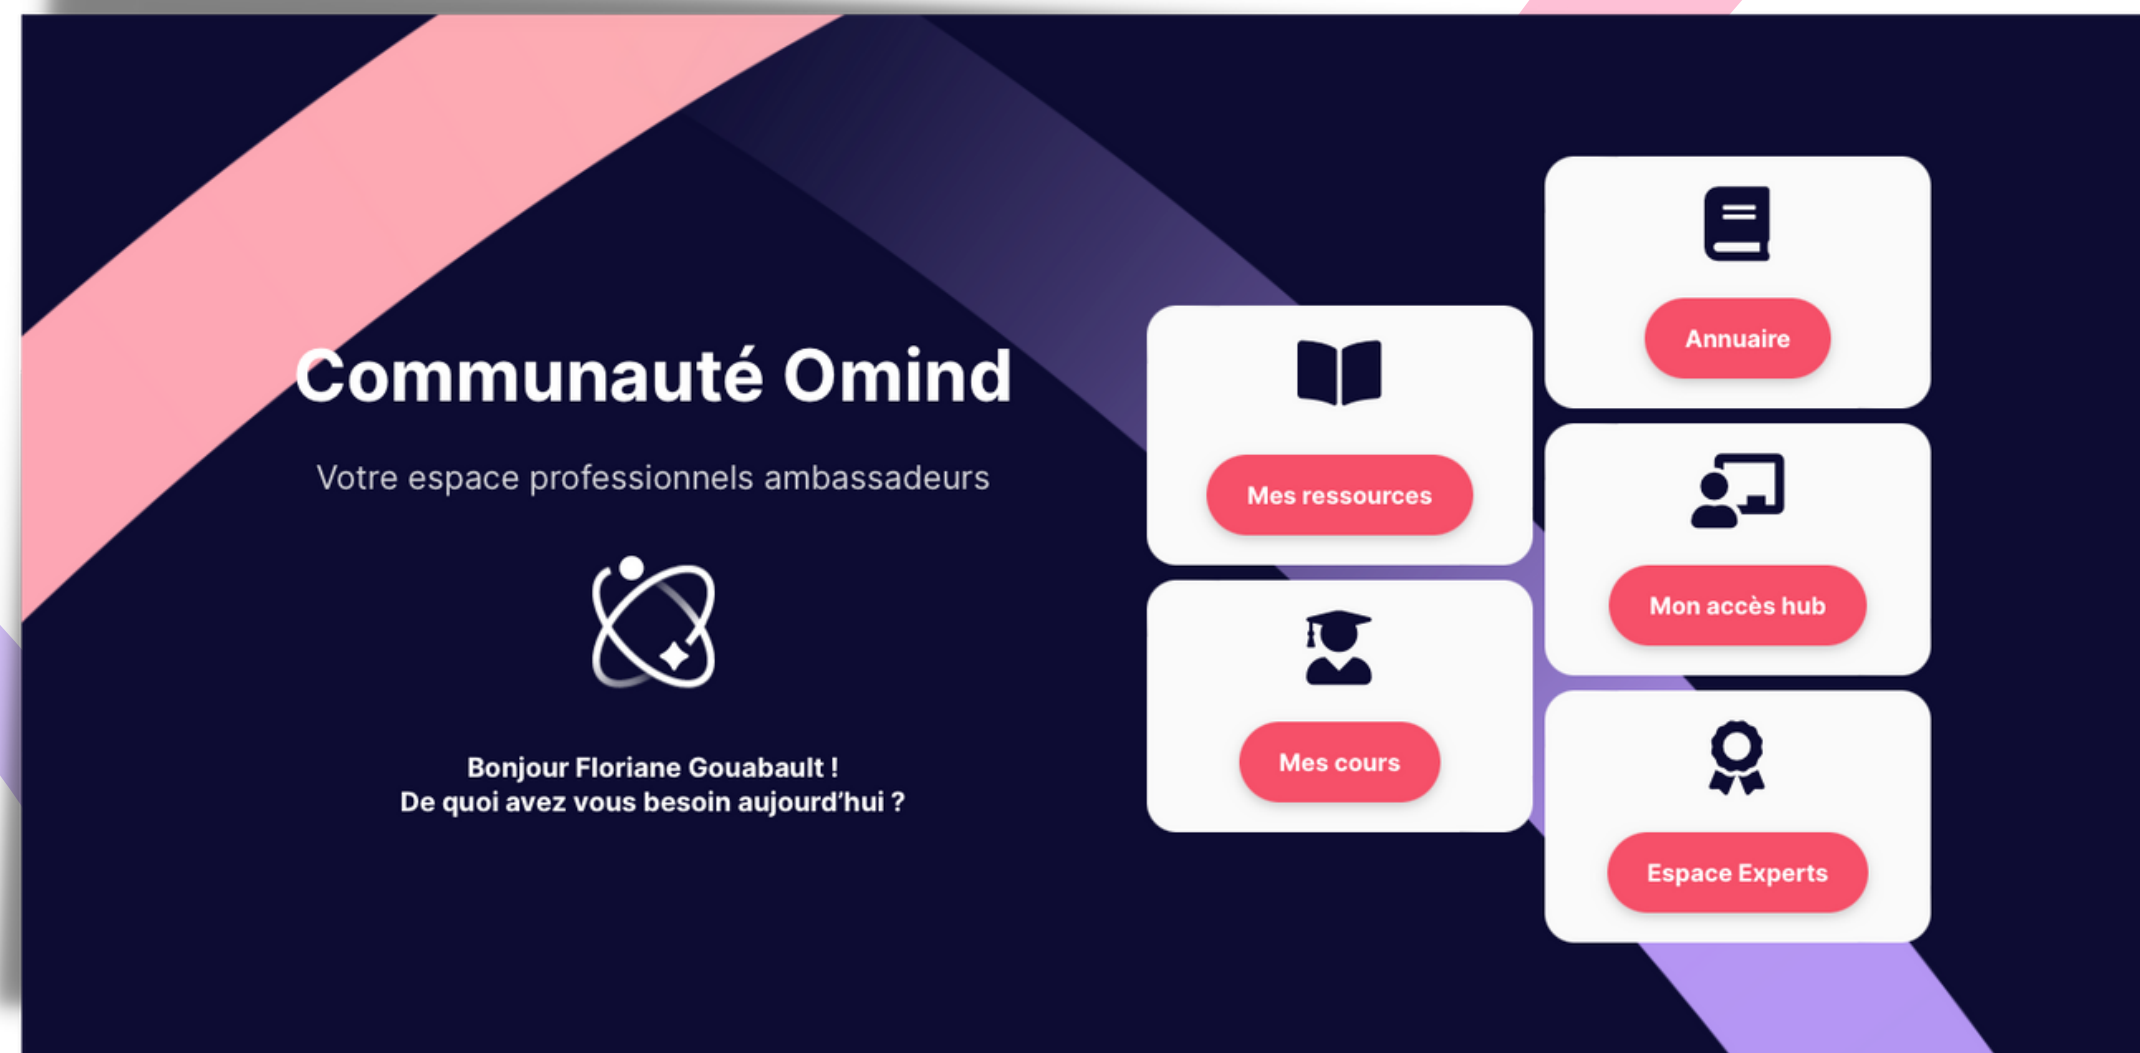 Communauté Omind
Votre espace professionnels ambassadeurs
Bonjour Floriane Gouabault !
De quoi avez vous besoin aujourd’hui ?
Mes ressources
Mes cours
Annuaire
Mon accès hub
Espace Experts